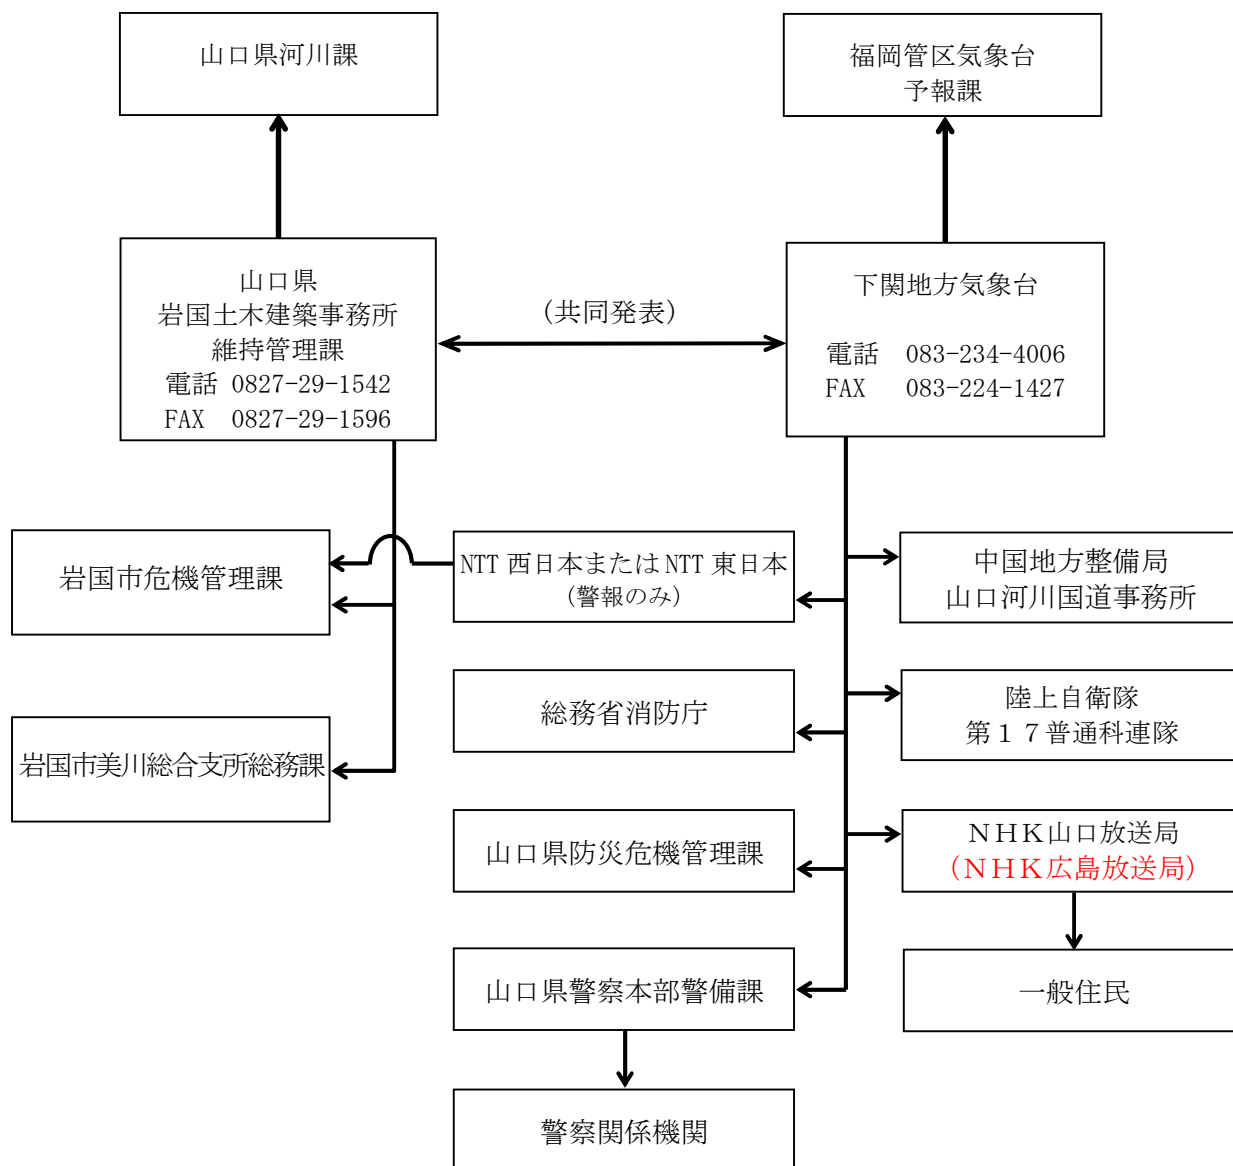 山口県河川課
福岡管区気象台
予報課
山口県
岩国土木建築事務所
維持管理課
電話 0827-29-1542
FAX 0827-29-1596
（共同発表）
下関地方気象台
電話 083-234-4006
FAX 083-224-1427
岩国市危機管理課
NTT 西日本または NTT 東日本
（警報のみ）
中国地方整備局
山口河川国道事務所
岩国市美川総合支所総務課
総務省消防庁
陸上自衛隊
第１７普通科連隊
山口県防災危機管理課
ＮＨＫ山口放送局
（ＮＨＫ広島放送局）
山口県警察本部警備課
一般住民
警察関係機関